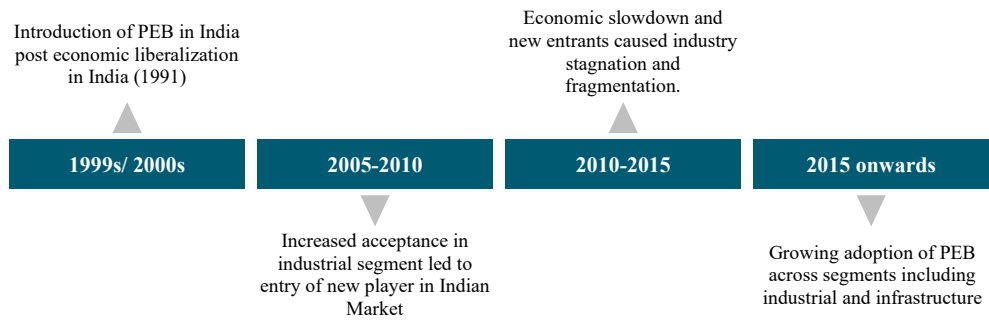 Introduction of PEB in India
post economic liberalization
in India (1991)
Economic slowdown and
new entrants caused industry
stagnation and
fragmentation.
1999s/ 2000s
2005-2010
2010-2015
2015 onwards
Increased acceptance in
industrial segment led to
entry of new player in Indian
Market
Growing adoption of PEB
across segments including
industrial and infrastructure